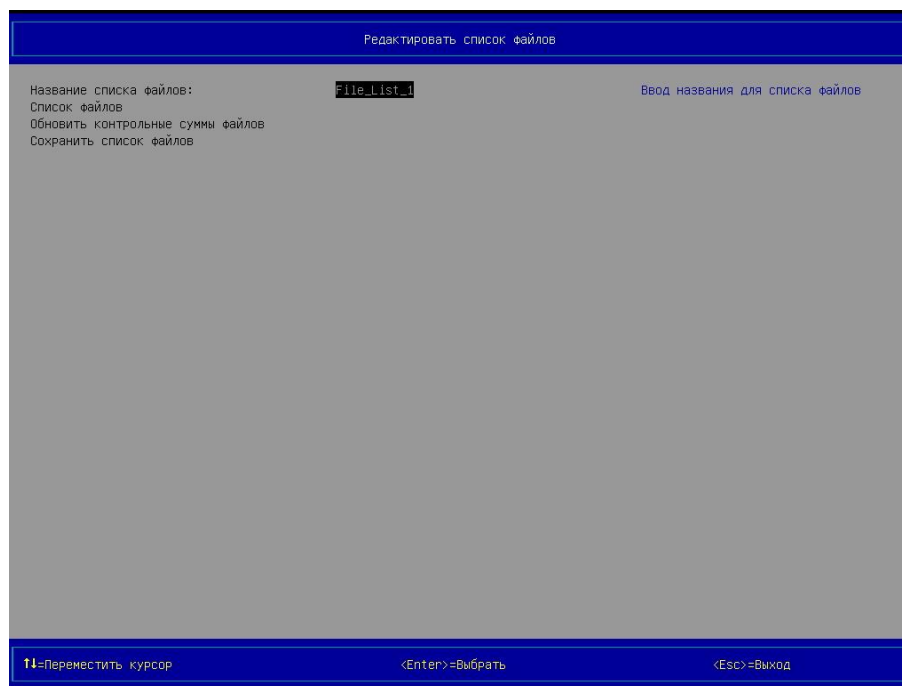 Редактировать список файлов
Название списка файлов: File_List_1 Ввод названия для списка файлов
Список файлов
Обновить контрольные суммы файлов
Сохранить список файлов
↑↓=Переместить курсор <Enter>=Выбрать <Esc>=Выход